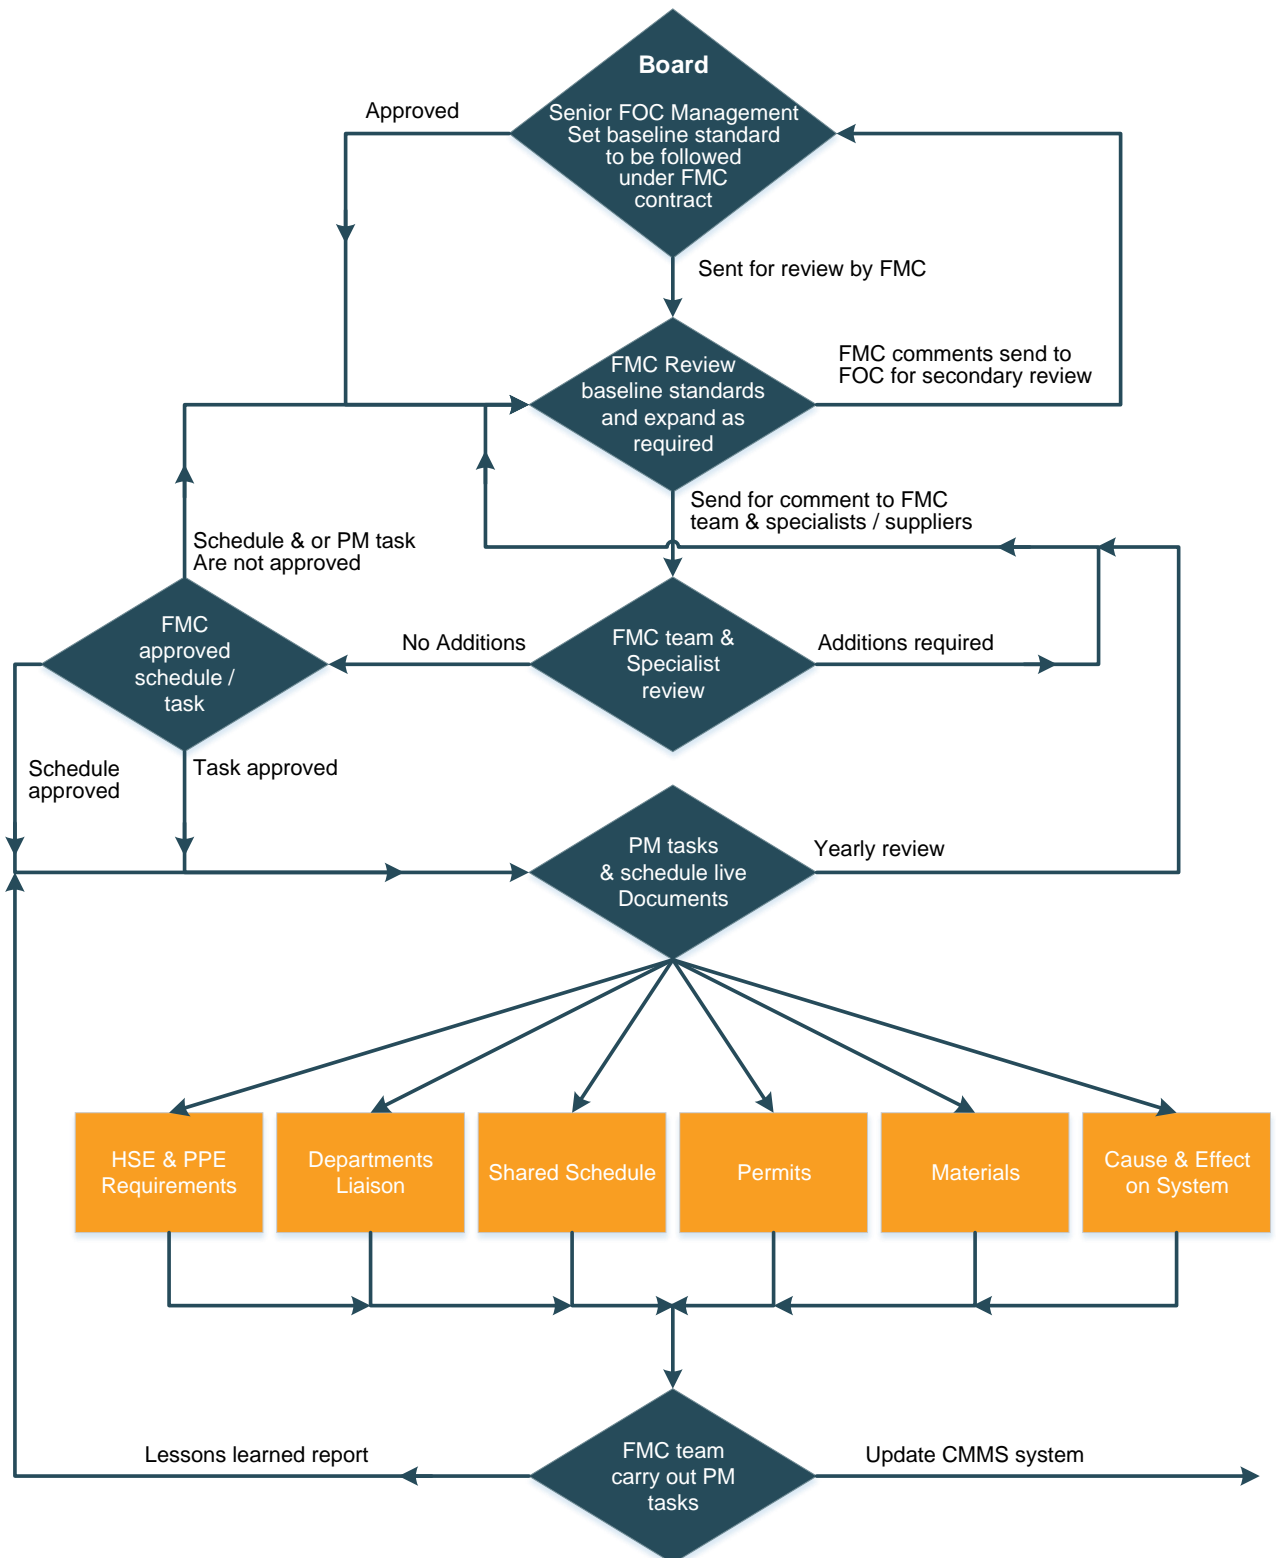 Board
Approved
Senior FOC Management
Set baseline standard
to be followed
under FMC
contract
Sent for review by FMC
FMC Review
baseline standards
and expand as
required
FMC comments send to
FOC for secondary review
Send for comment to FMC
team & specialists / suppliers
Schedule & or PM task
Are not approved
FMC
approved
schedule /
task
No Additions
FMC team &
Specialist
review
Additions required
Schedule
approved
Task approved
PM tasks
& schedule live
Documents
Yearly review
HSE & PPE
Requirements
Departments
Liaison
Shared Schedule
Permits
Materials
Cause & Effect
on System
Lessons learned report
FMC team
carry out PM
tasks
Update CMMS system